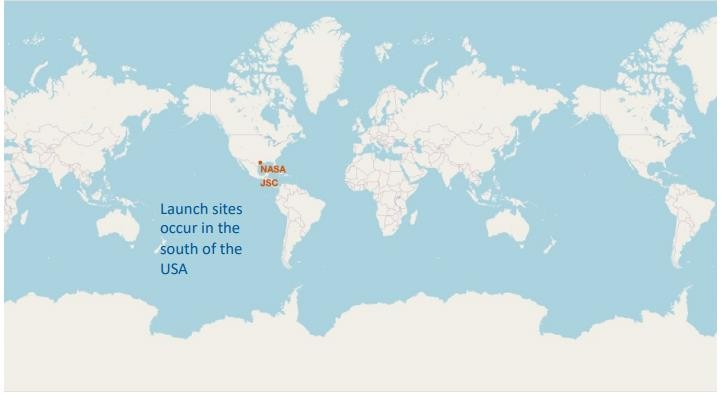 NASA
JSC
Launch sites
occur in the
south of the
USA